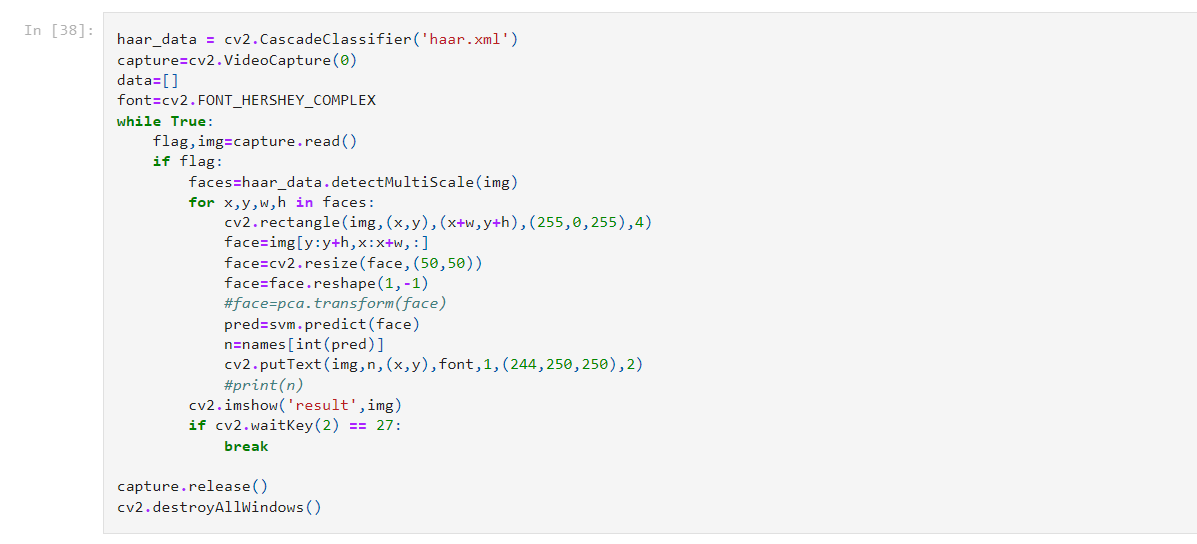 In [38]:
haar_data = cv2.CascadeClassifier('haar.xml')
capture=cv2.VideoCapture(0)
data=[]
font=cv2.FONT_HERSHEY_COMPLEX
while True:
    flag,img=capture.read()
    if flag:
        faces=haar_data.detectMultiScale(img)
        for x,y,w,h in faces:
            cv2.rectangle(img,(x,y),(x+w,y+h),(255,0,255),4)
            face=img[y:y+h,x:x+w,:]
            face=cv2.resize(face,(50,50))
            face=face.reshape(1,-1)
            #face=pca.transform(face)
            pred=svm.predict(face)
            n=names[int(pred)]
            cv2.putText(img,n,(x,y),font,1,(244,250,250),2)
            #print(n)
        cv2.imshow('result',img)
        if cv2.waitKey(2) == 27:
            break
capture.release()
cv2.destroyAllWindows()